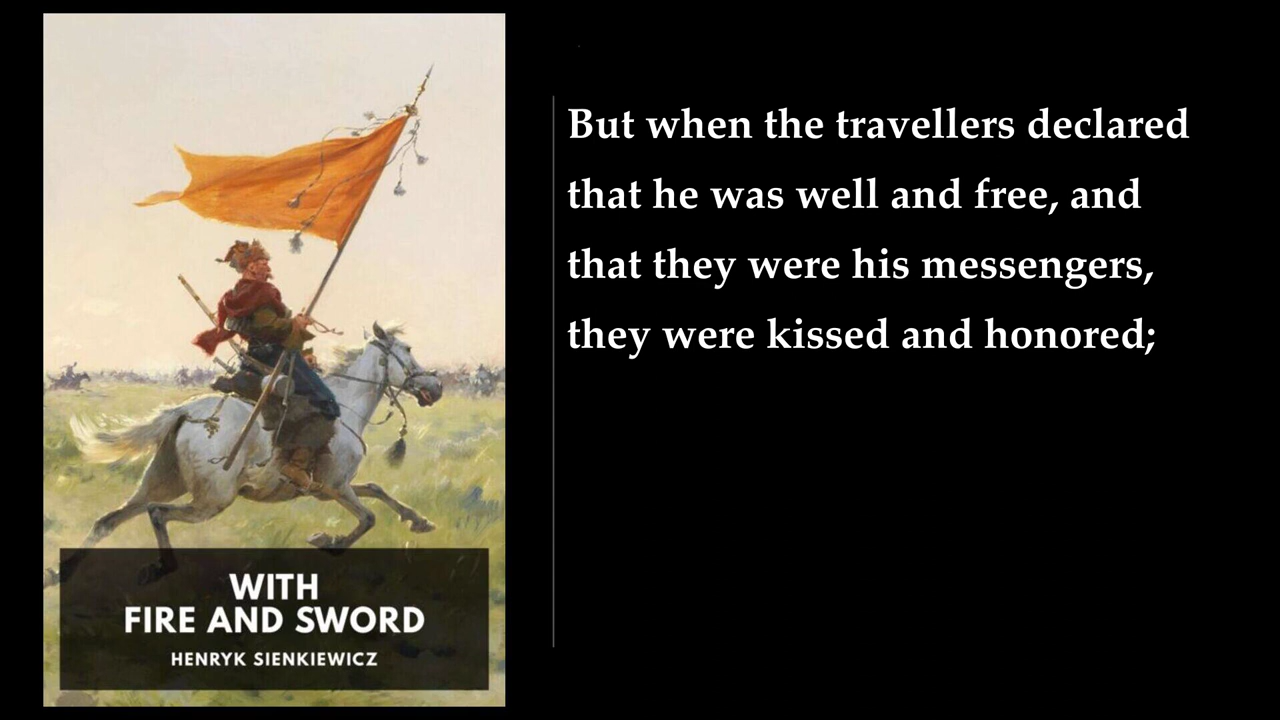 WITH
FIRE AND SWORD
HENRYK SIENKIEWICZ
But when the travellers declared
that he was well and free, and
that they were his messengers,
they were kissed and honored;